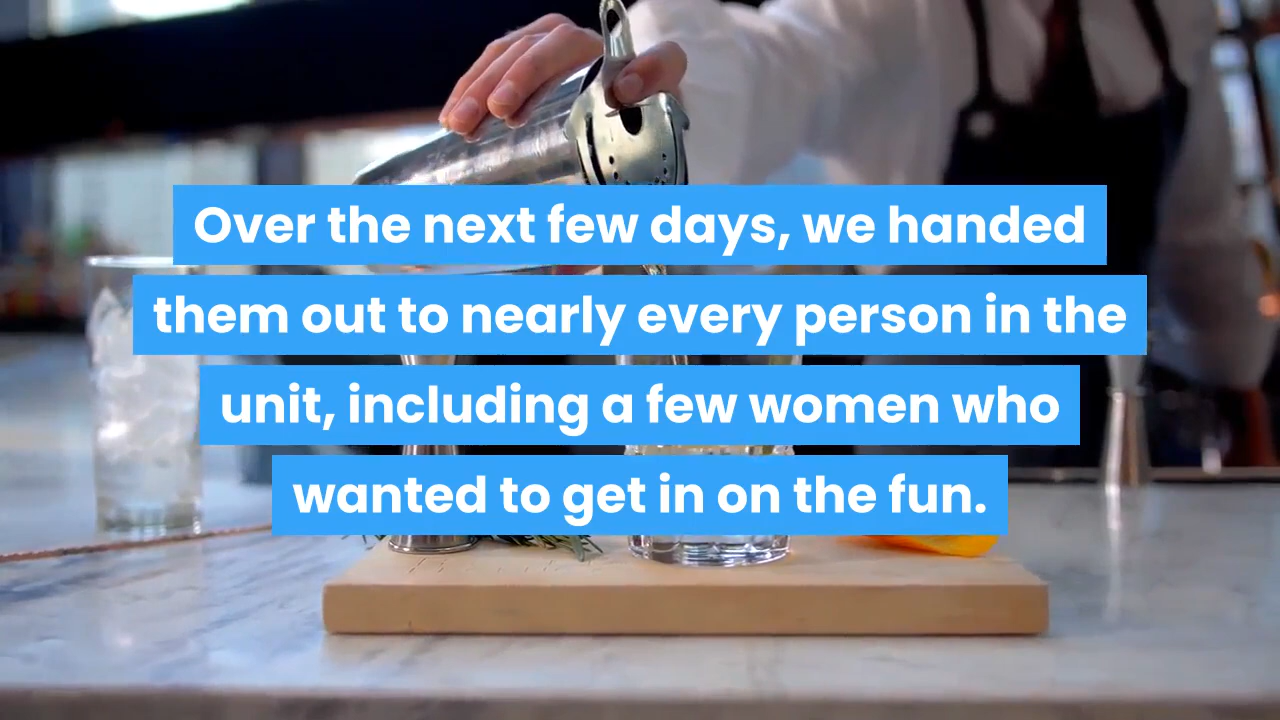 Over the next few days, we handed
them out to nearly every person in the
unit, including a few women who
wanted to get in on the fun.